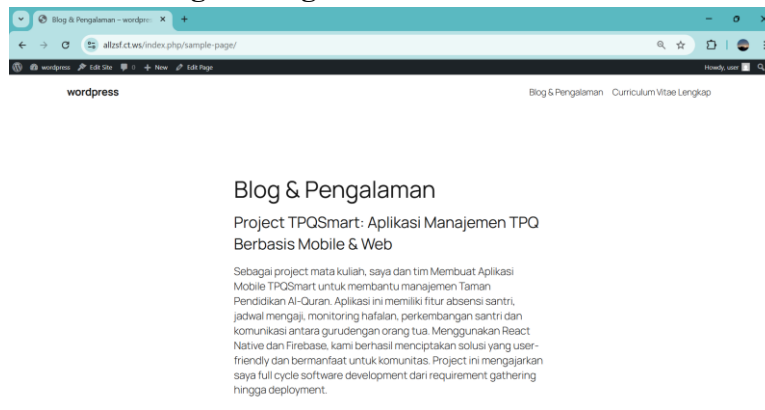 Blog & Pengalaman – wordpres
allzsf.ct.ws/index.php/sample-page/
wordpress Edit Site 0 New Edit Page Howdy, user
wordpress Blog & Pengalaman Curriculum Vitae Lengkap
Blog & Pengalaman
Project TPQSmart: Aplikasi Manajemen TPQ
Berbasis Mobile & Web
Sebagai project mata kuliah, saya dan tim Membuat Aplikasi
Mobile TPQSmart untuk membantu manajemen Taman
Pendidikan Al-Quran. Aplikasi ini memiliki fitur absensi santri,
jadwal mengaji, monitoring hafalan, perkembangan santri dan
komunikasi antara gurudengan orang tua. Menggunakan React
Native dan Firebase, kami berhasil menciptakan solusi yang user-
friendly dan bermanfaat untuk komunitas. Project ini mengajarkan
saya full cycle software development dari requirement gathering
hingga deployment.